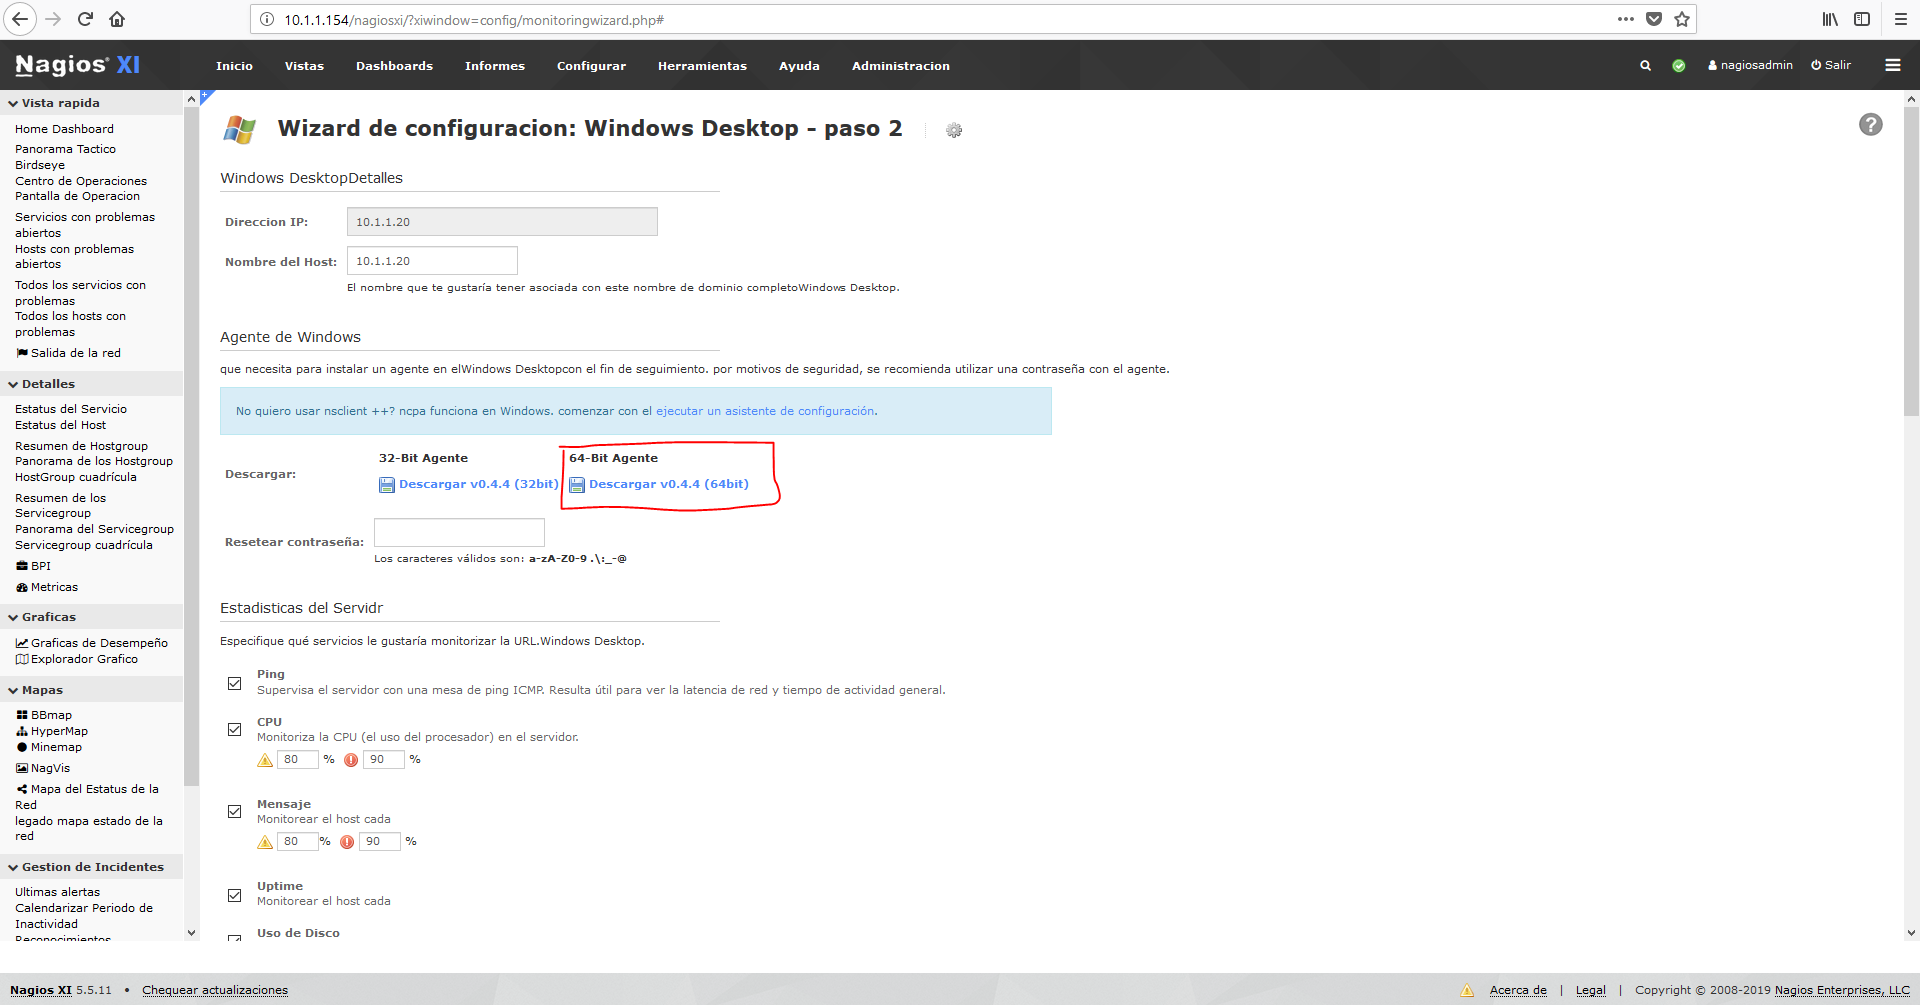 10.1.1.154/nagiosxi/?xiwindow=config/monitoringwizard.php#
Nagios XI
Inicio
Vistas
Dashboards
Informes
Configurar
Herramientas
Ayuda
Administracion
nagiosadmin
Salir
Vista rapida
Home Dashboard
Panorama Tactico
Birdseye
Centro de Operaciones
Pantalla de Operacion
Servicios con problemas
abiertos
Hosts con problemas
abiertos
Todos los servicios con
problemas
Todos los hosts con
problemas
Salida de la red
Detalles
Estatus del Servicio
Estatus del Host
Resumen de Hostgroup
Panorama de los Hostgroup
HostGroup cuadrícula
Resumen de los
Servicegroup
Panorama del Servicegroup
Servicegroup cuadrícula
BPI
Metricas
Graficas
Graficas de Desempeño
Explorador Grafico
Mapas
BBmap
HyperMap
Minemap
NagVis
Mapa del Estatus de la
Red
legado mapa estado de la
red
Gestion de Incidentes
Ultimas alertas
Calendarizar Periodo de
Inactividad
Reconocimientos
Wizard de configuracion: Windows Desktop - paso 2
Windows DesktopDetalles
Direccion IP: 10.1.1.20
Nombre del Host: 10.1.1.20
El nombre que te gustaría tener asociada con este nombre de dominio completoWindows Desktop.
Agente de Windows
que necesita para instalar un agente en elWindows Desktopcon el fin de seguimiento. por motivos de seguridad, se recomienda utilizar una contraseña con el agente.
No quiero usar nsclient ++? ncpa funciona en Windows. comenzar con el ejecutar un asistente de configuración.
Descargar:
32-Bit Agente
Descargar v0.4.4 (32bit)
64-Bit Agente
Descargar v0.4.4 (64bit)
Resetear contraseña:
Los caracteres válidos son: a-zA-Z0-9 .\:_-@
Estadisticas del Servidr
Especifique qué servicios le gustaría monitorizar la URL.Windows Desktop.
Ping
Supervisa el servidor con una mesa de ping ICMP. Resulta útil para ver la latencia de red y tiempo de actividad general.
CPU
Monitoriza la CPU (el uso del procesador) en el servidor.
80 % 90 %
Mensaje
Monitorear el host cada
80 % 90 %
Uptime
Monitorear el host cada
Uso de Disco
Nagios XI 5.5.11 • Chequear actualizaciones
Acerca de | Legal | Copyright © 2008-2019 Nagios Enterprises, LLC